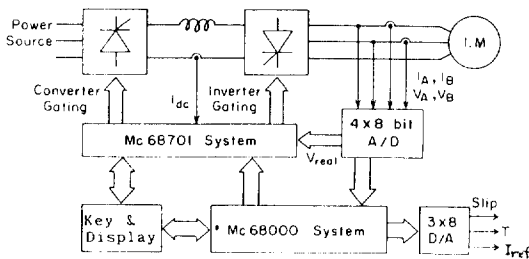 Power
Source
I.M
Converter
Gating
Idc
Inverter
Gating
IA, IB
VA, VB
Mc 68701 System
4x8 bit
A/D
Vreal
Key &
Display
Mc 68000 System
3x8
D/A
Slip
T
Iref